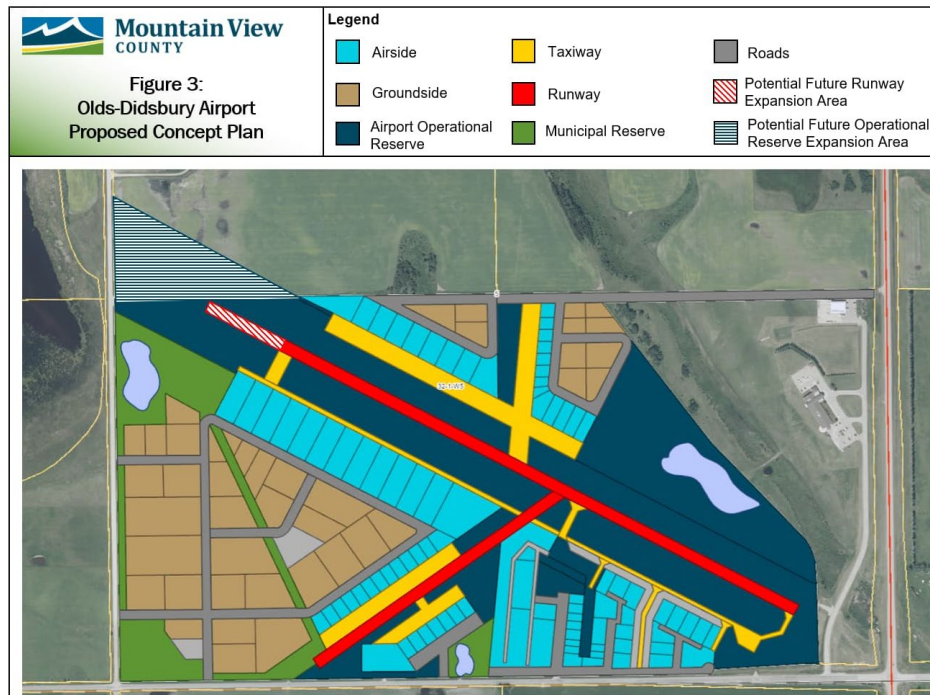 Mountain View
COUNTY
Figure 3:
Olds-Didsbury Airport
Proposed Concept Plan
Legend
Airside
Taxiway
Roads
Groundside
Runway
Potential Future Runway
Expansion Area
Airport Operational
Reserve
Municipal Reserve
Potential Future Operational
Reserve Expansion Area